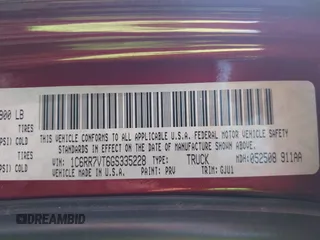 800 LB
TIRES
PSI) COLD
TIRES
PSI) COLD
THIS VEHICLE CONFORMS TO ALL APPLICABLE U.S.A. FEDERAL MOTOR VEHICLE SAFETY
STANDARDS IN EFFECT ON THE DATE OF MANUFACTURE SHOWN ABOVE.
VIN: 1C6RR7VT6GS335228 TYPE: TRUCK MDH: 052508 911AA
VEHICLE MADE IN PAINT: PRV TRIM: GJU1
DREAMBID